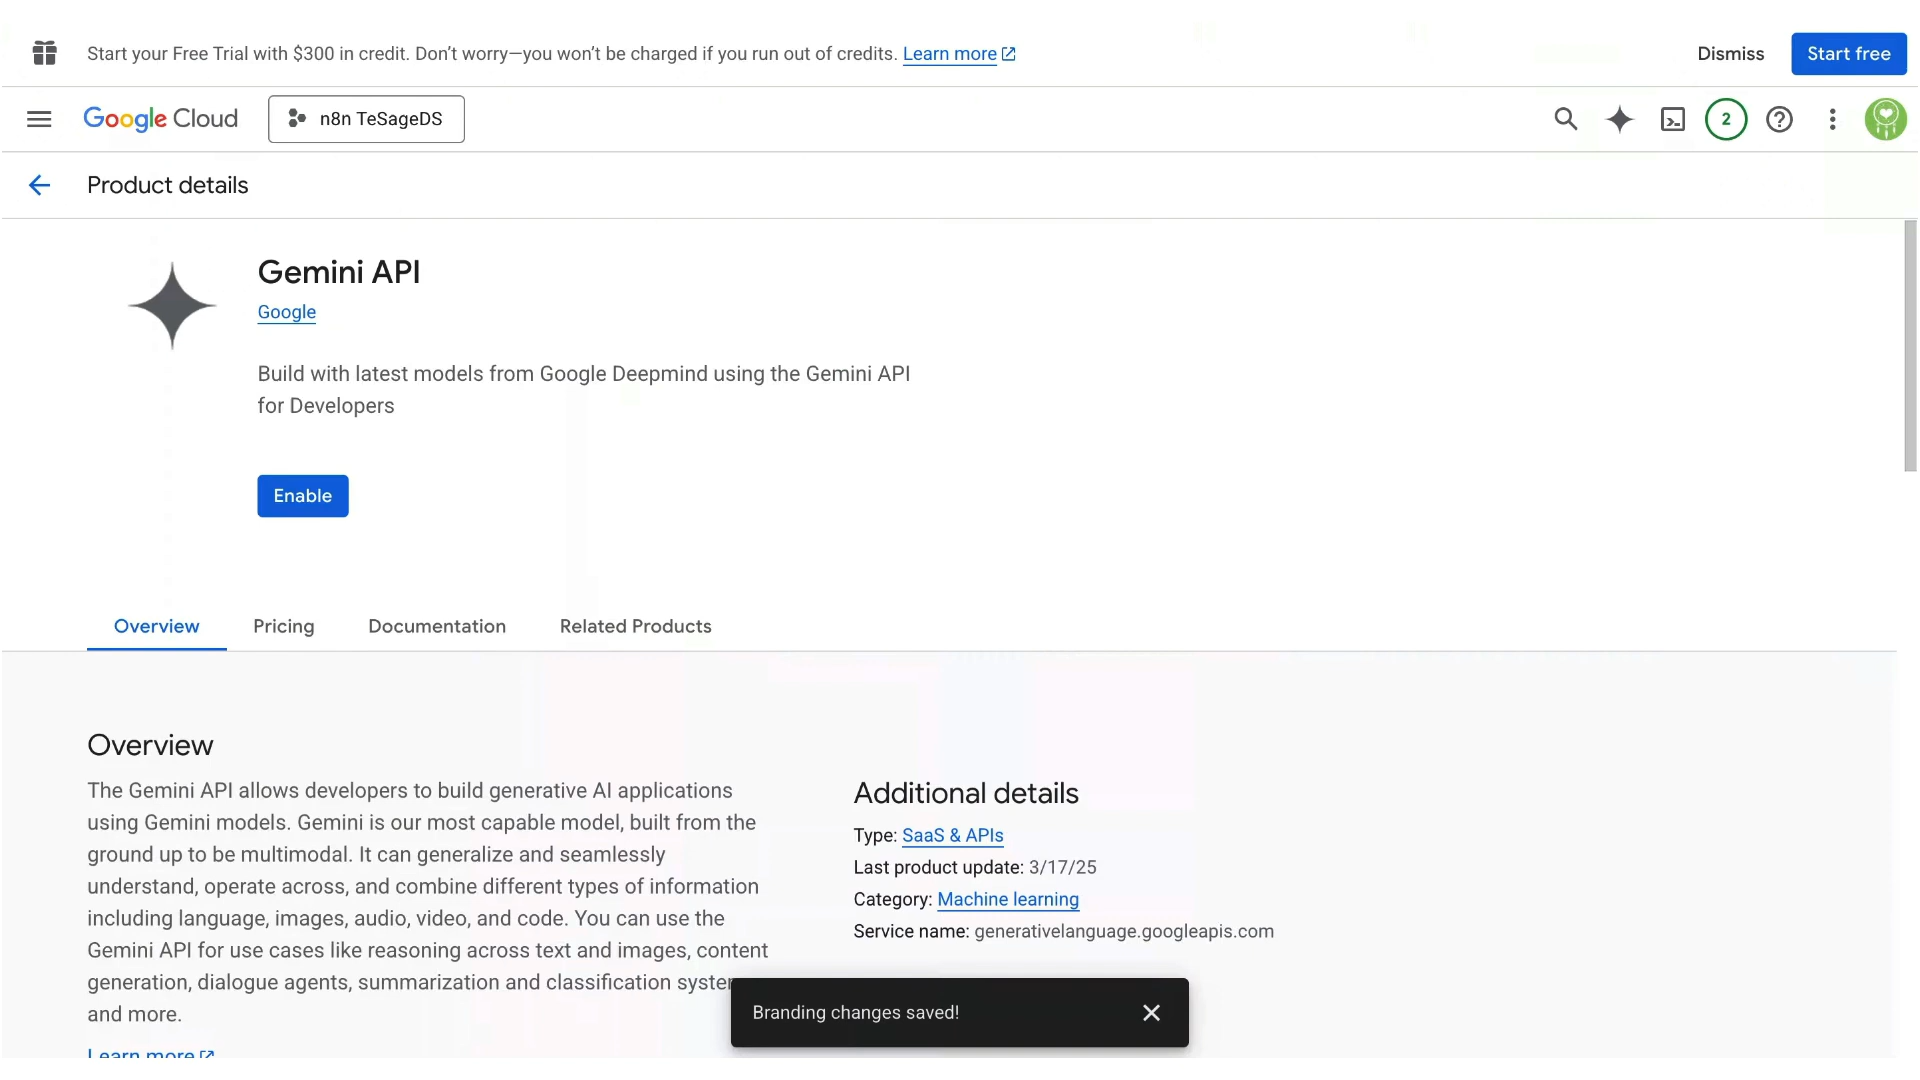 Start your Free Trial with $300 in credit. Don’t worry—you won’t be charged if you run out of credits. Learn more
Dismiss
Start free
Google Cloud
n8n TeSageDS
2
Product details
Gemini API
Google
Build with latest models from Google Deepmind using the Gemini API
for Developers
Enable
Overview
Pricing
Documentation
Related Products
Overview
The Gemini API allows developers to build generative AI applications
using Gemini models. Gemini is our most capable model, built from the
ground up to be multimodal. It can generalize and seamlessly
understand, operate across, and combine different types of information
including language, images, audio, video, and code. You can use the
Gemini API for use cases like reasoning across text and images, content
generation, dialogue agents, summarization and classification syster
and more.
Learn more
Additional details
Type: SaaS & APIs
Last product update: 3/17/25
Category: Machine learning
Service name: generativelanguage.googleapis.com
Branding changes saved!